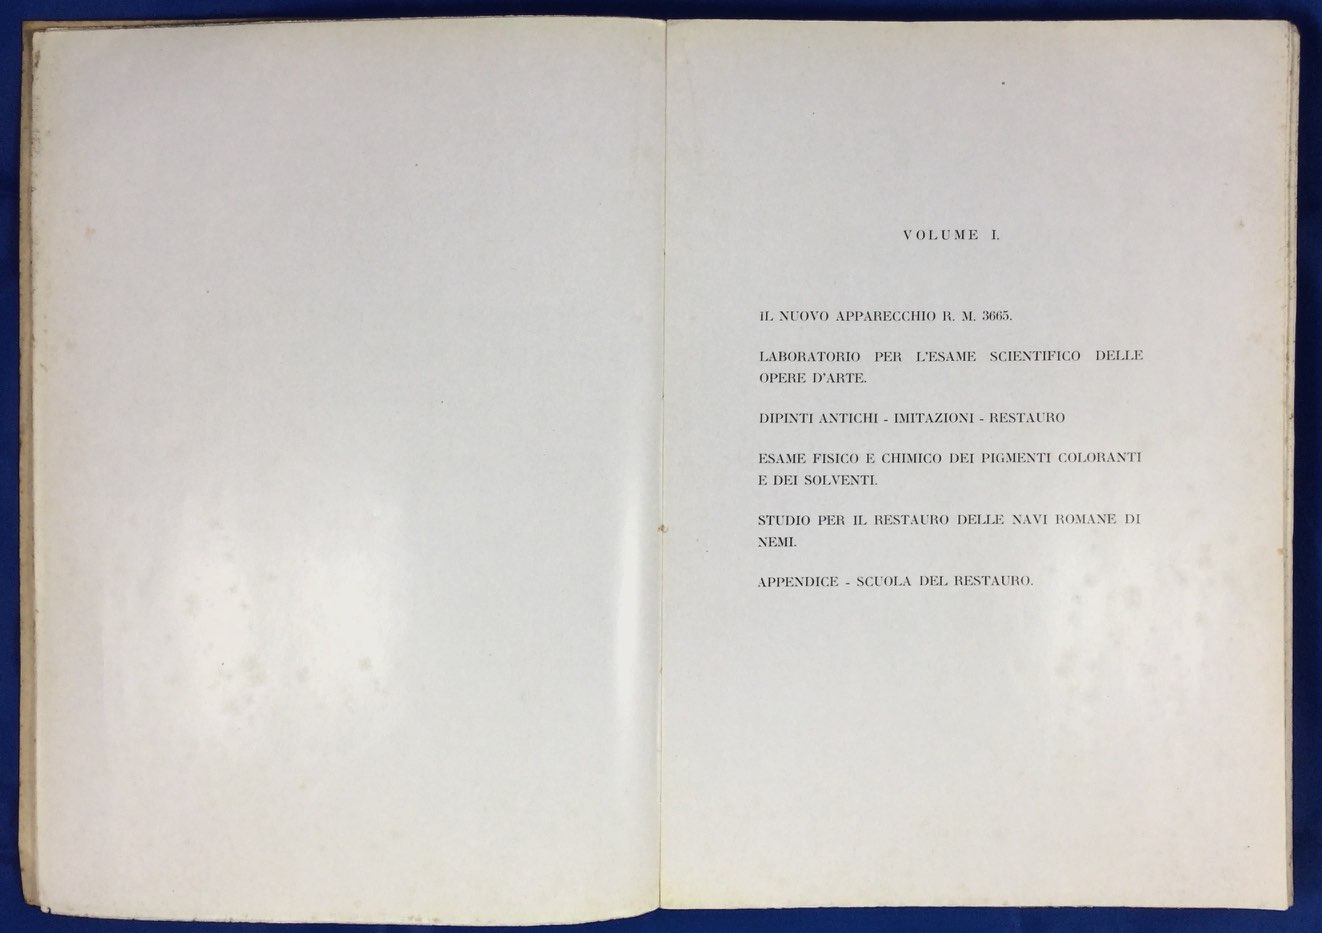 VOLUME I.
IL NUOVO APPARECCHIO R. M. 3665.
LABORATORIO PER L'ESAME SCIENTIFICO DELLE
OPERE D'ARTE.
DIPINTI ANTICHI - IMITAZIONI - RESTAURO
ESAME FISICO E CHIMICO DEI PIGMENTI COLORANTI
E DEI SOLVENTI.
STUDIO PER IL RESTAURO DELLE NAVI ROMANE DI
NEMI.
APPENDICE - SCUOLA DEL RESTAURO.